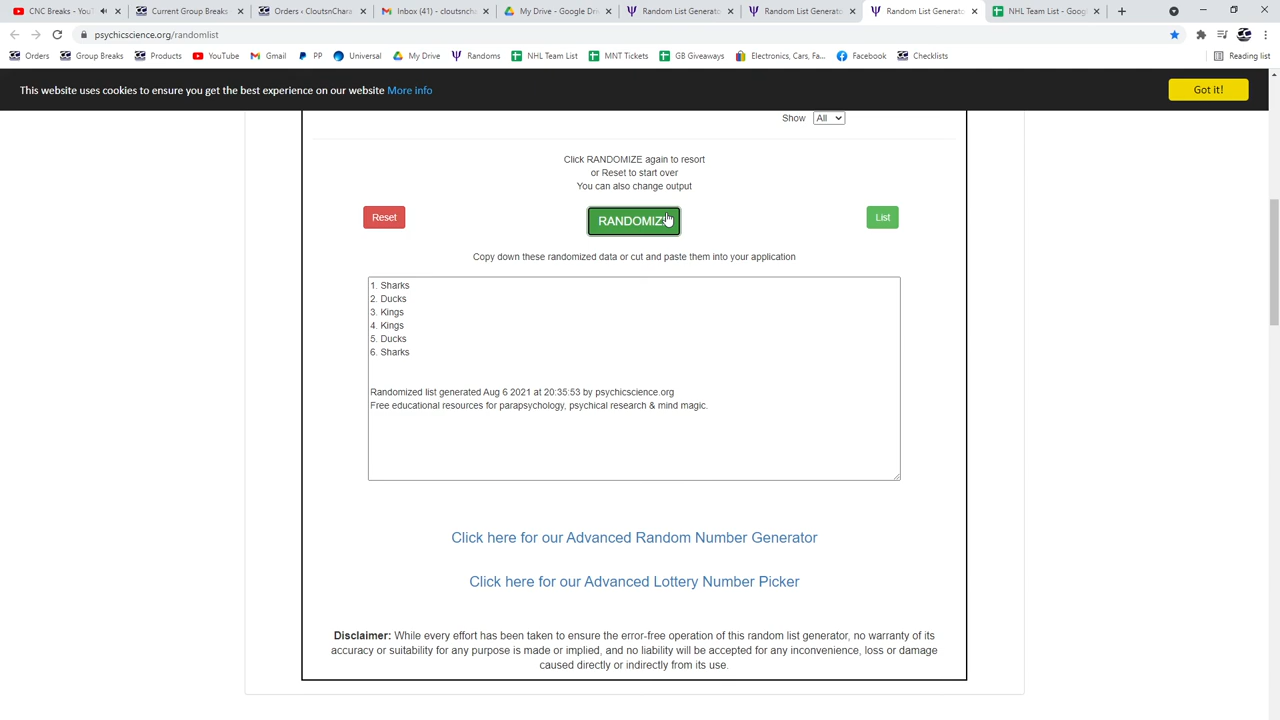 CNC Breaks - YouT
Current Group Breaks
Orders ‹ CloutsnChara
Inbox (41) - cloutsnch
My Drive - Google Dri
Random List Generato
Random List Generato
Random List Generato
NHL Team List - Goog
psychicscience.org/randomlist
Orders
Group Breaks
Products
YouTube
Gmail
PP
Universal
My Drive
Randoms
NHL Team List
MNT Tickets
GB Giveaways
Electronics, Cars, Fa...
Facebook
Checklists
Reading list
This website uses cookies to ensure you get the best experience on our website More info
Got it!
Show All
Click RANDOMIZE again to resort
or Reset to start over
You can also change output
Reset
RANDOMIZE
List
Copy down these randomized data or cut and paste them into your application
1. Sharks
2. Ducks
3. Kings
4. Kings
5. Ducks
6. Sharks
Randomized list generated Aug 6 2021 at 20:35:53 by psychicscience.org
Free educational resources for parapsychology, psychical research & mind magic.
Click here for our Advanced Random Number Generator
Click here for our Advanced Lottery Number Picker
Disclaimer: While every effort has been taken to ensure the error-free operation of this random list generator, no warranty of its
accuracy or suitability for any purpose is made or implied, and no liability will be accepted for any inconvenience, loss or damage
caused directly or indirectly from its use.